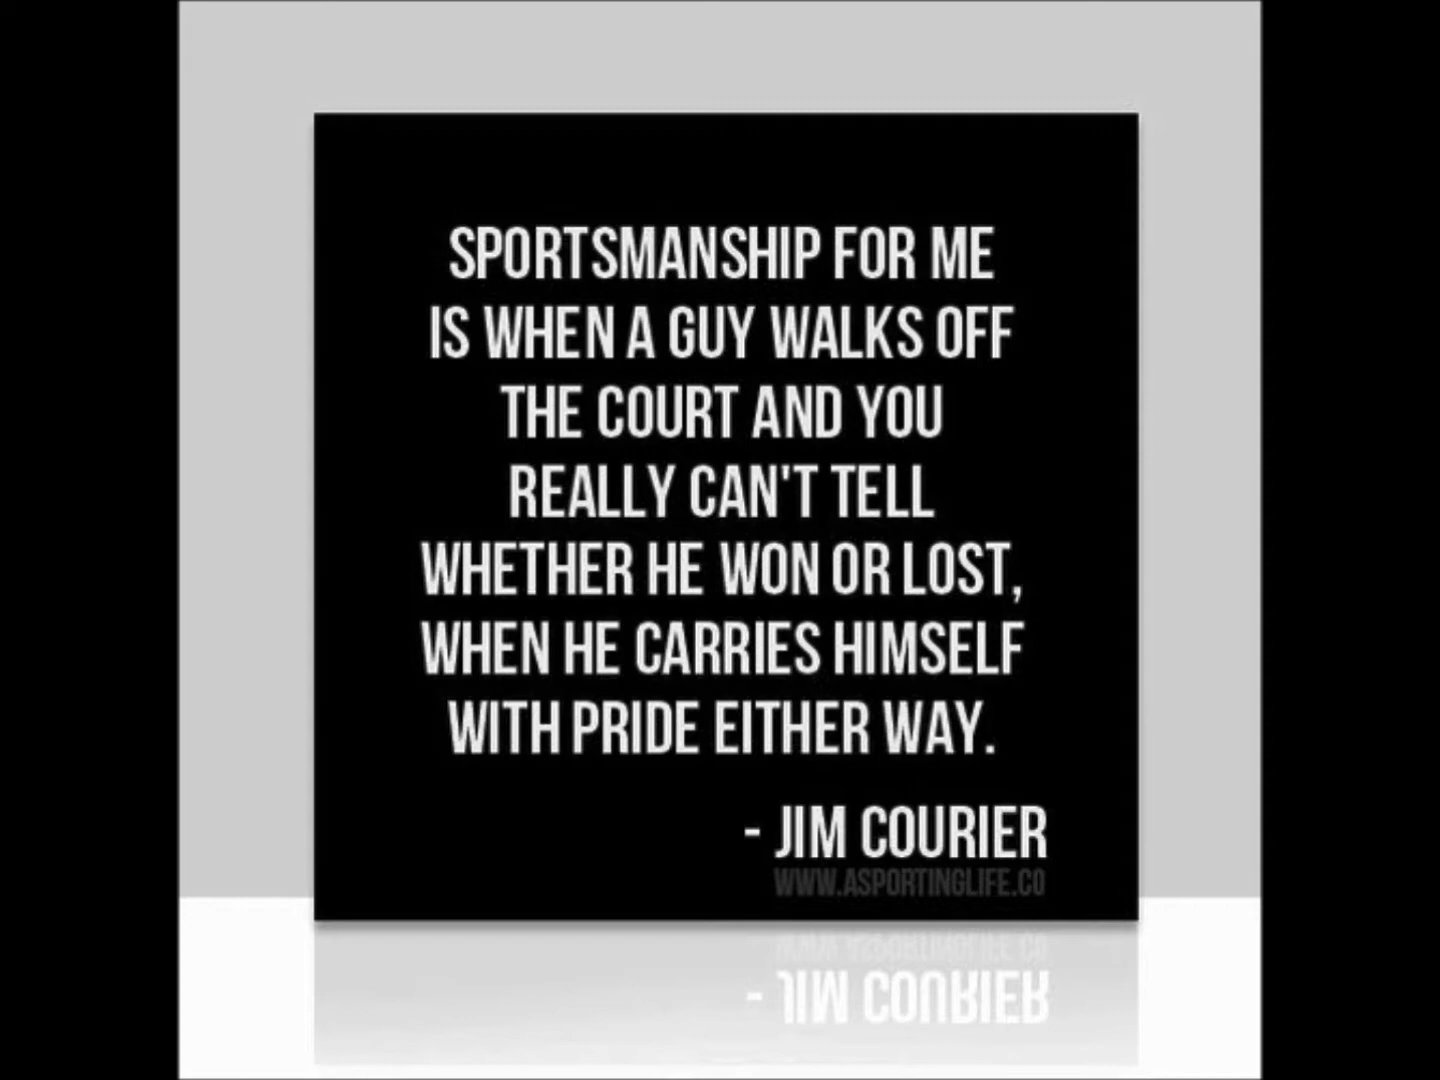 SPORTSMANSHIP FOR ME
IS WHEN A GUY WALKS OFF
THE COURT AND YOU
REALLY CAN'T TELL
WHETHER HE WON OR LOST,
WHEN HE CARRIES HIMSELF
WITH PRIDE EITHER WAY.
- JIM COURIER
WWW.ASPORTINGLIFE.CO